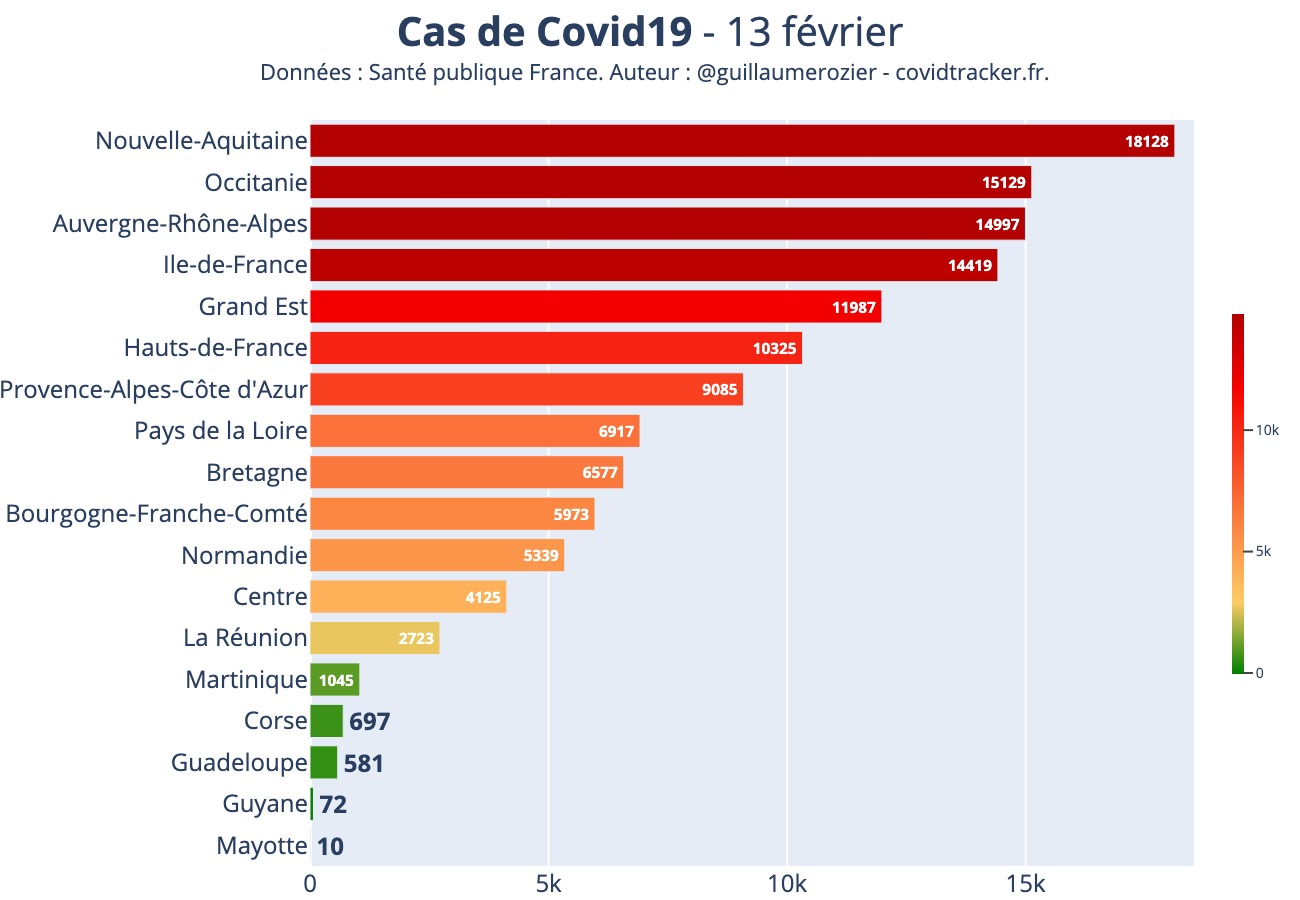 Cas de Covid19 - 13 février
Données : Santé publique France. Auteur : @guillaumerozier - covidtracker.fr.
Nouvelle-Aquitaine 18128
Occitanie 15129
Auvergne-Rhône-Alpes 14997
Ile-de-France 14419
Grand Est 11987
Hauts-de-France 10325
Provence-Alpes-Côte d'Azur 9085
Pays de la Loire 6917
Bretagne 6577
Bourgogne-Franche-Comté 5973
Normandie 5339
Centre 4125
La Réunion 2723
Martinique 1045
Corse 697
Guadeloupe 581
Guyane 72
Mayotte 10
0 5k 10k 15k
10k
5k
0